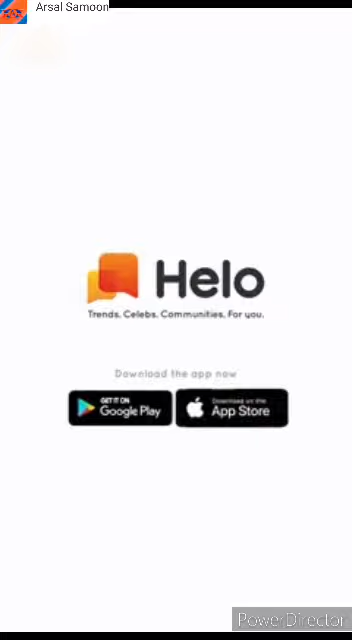 Arsal Samoon
Helo
Trends. Celebs. Communities. For you.
Download the app now
GET IT ON
Google Play
Download on the
App Store
PowerDirector